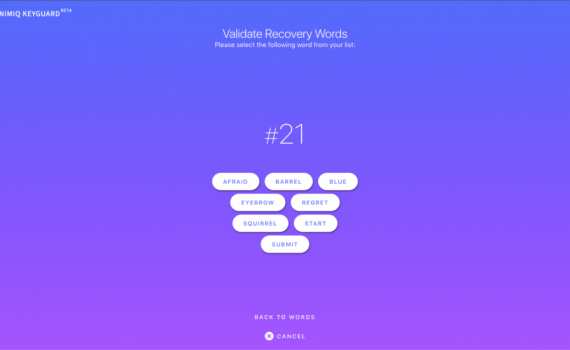 NIMIQ KEYGUARD BETA
Validate Recovery Words
Please select the following word from your list:
#21
AFRAID BARREL BLUE
EYEBROW REGRET
SQUIRREL START
SUBMIT
BACK TO WORDS
CANCEL